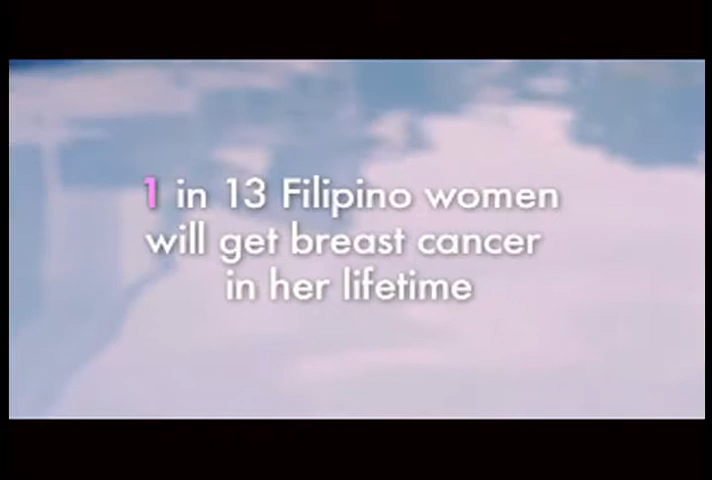 1 in 13 Filipino women
will get breast cancer
in her lifetime